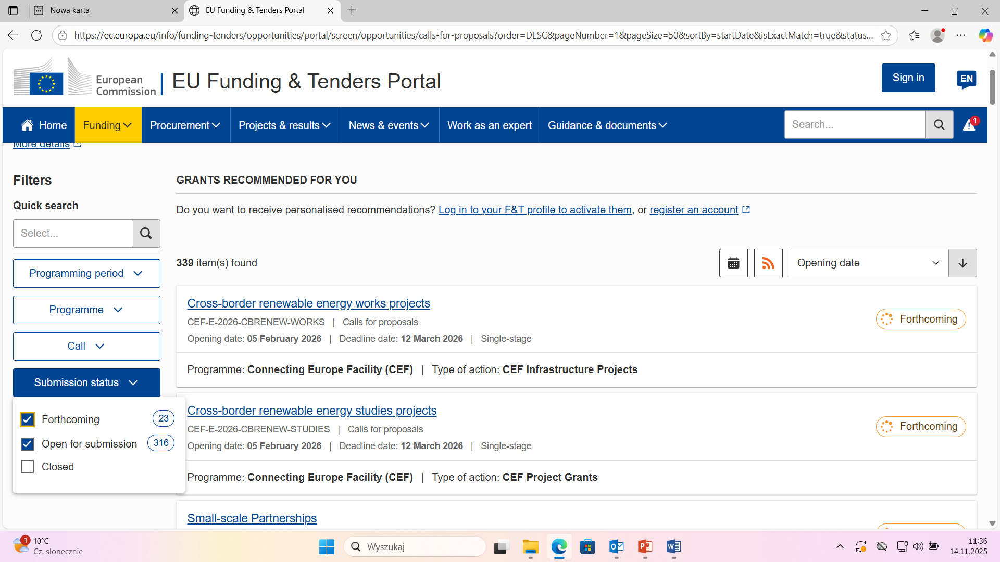 Nowa karta
EU Funding & Tenders Portal
https://ec.europa.eu/info/funding-tenders/opportunities/portal/screen/opportunities/calls-for-proposals?order=DESC&pageNumber=1&pageSize=50&sortBy=startDate&isExactMatch=true&status...
European
Commission
EU Funding & Tenders Portal
Sign in
EN
Home
Funding
Procurement
Projects & results
News & events
Work as an expert
Guidance & documents
Search...
1
More details
Filters
Quick search
Select...
Programming period
Programme
Call
Submission status
Forthcoming 23
Open for submission 316
Closed
GRANTS RECOMMENDED FOR YOU
Do you want to receive personalised recommendations? Log in to your F&T profile to activate them, or register an account
339 item(s) found
Opening date
Cross-border renewable energy works projects
CEF-E-2026-CBRENEW-WORKS | Calls for proposals
Opening date: 05 February 2026 | Deadline date: 12 March 2026 | Single-stage
Forthcoming
Programme: Connecting Europe Facility (CEF) | Type of action: CEF Infrastructure Projects
Cross-border renewable energy studies projects
CEF-E-2026-CBRENEW-STUDIES | Calls for proposals
Opening date: 05 February 2026 | Deadline date: 12 March 2026 | Single-stage
Forthcoming
Programme: Connecting Europe Facility (CEF) | Type of action: CEF Project Grants
Small-scale Partnerships
1
10°C
Cz. słonecznie
Wyszukaj
11:36
14.11.2025